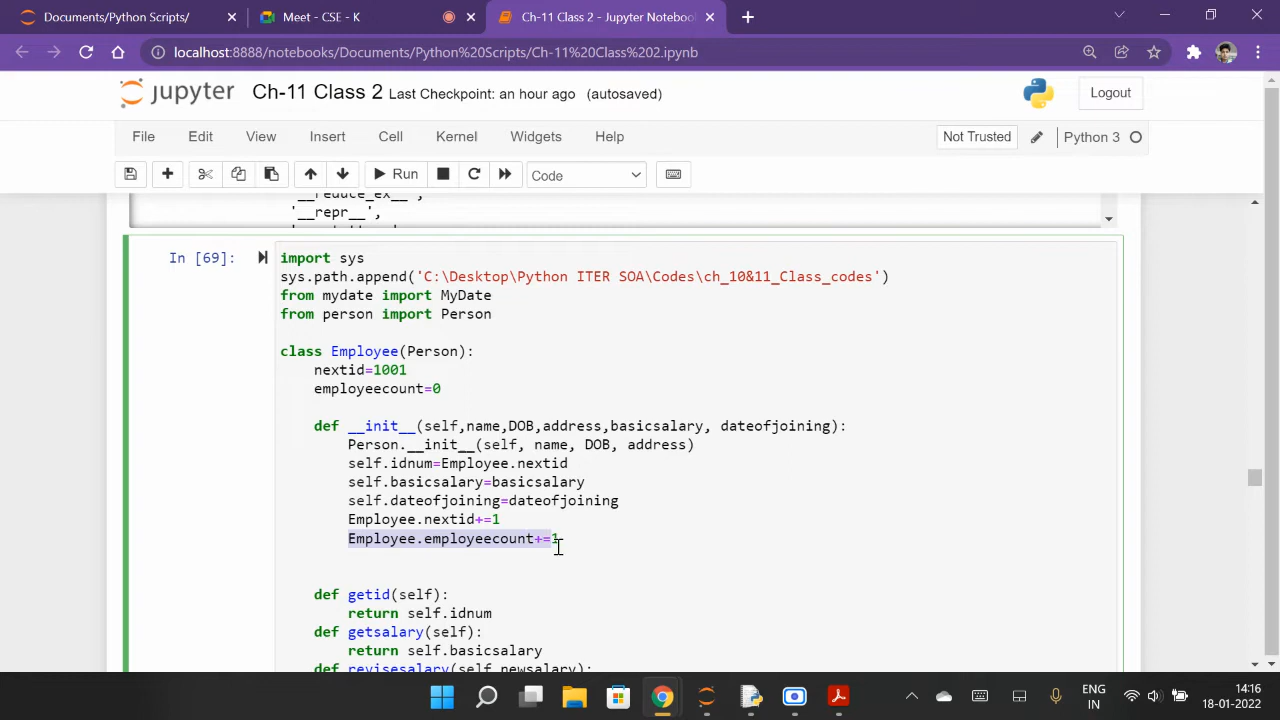 Documents/Python Scripts/
Meet - CSE - K
Ch-11 Class 2 - Jupyter Notebook
localhost:8888/notebooks/Documents/Python%20Scripts/Ch-11%20Class%202.ipynb
jupyter Ch-11 Class 2 Last Checkpoint: an hour ago (autosaved)
Logout
File Edit View Insert Cell Kernel Widgets Help
Not Trusted
Python 3
Run
Code
'__reduce_ex__',
'__repr__',
In [69]:
import sys
sys.path.append('C:\Desktop\Python ITER SOA\Codes\ch_10&11_Class_codes')
from mydate import MyDate
from person import Person
class Employee(Person):
nextid=1001
employeecount=0
def __init__(self,name,DOB,address,basicsalary, dateofjoining):
Person.__init__(self, name, DOB, address)
self.idnum=Employee.nextid
self.basicsalary=basicsalary
self.dateofjoining=dateofjoining
Employee.nextid+=1
Employee.employeecount+=1
def getid(self):
return self.idnum
def getsalary(self):
return self.basicsalary
def revisesalary(self,newsalary):
ENG
IN
14:16
18-01-2022